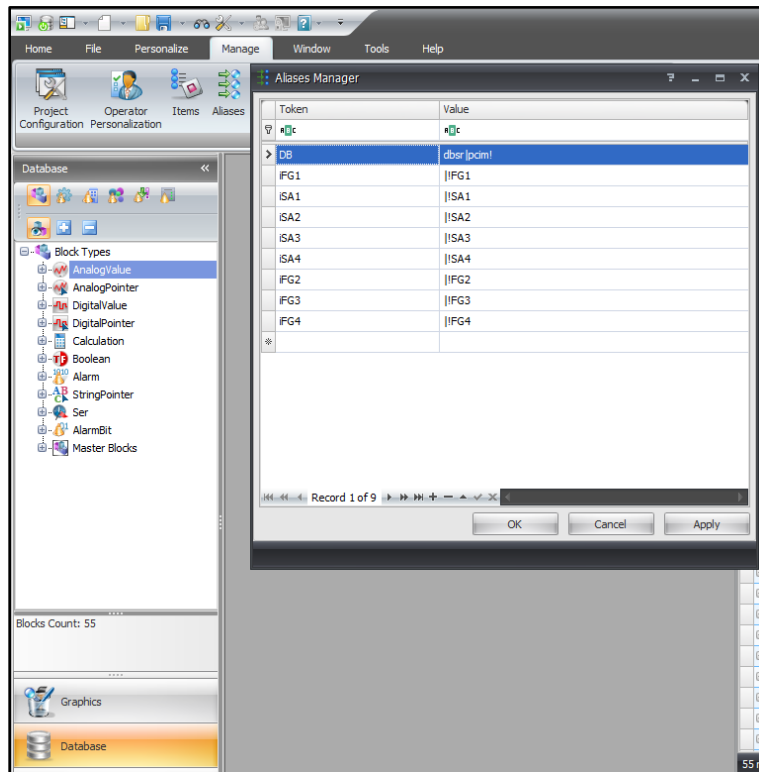 Home File Personalize Manage Window Tools Help
Project Configuration
Operator Personalization
Items
Aliases
Aliases Manager
Token Value
DB dbsr|pcim!
iFG1 |!FG1
iSA1 |!SA1
iSA2 |!SA2
iSA3 |!SA3
iSA4 |!SA4
iFG2 |!FG2
iFG3 |!FG3
iFG4 |!FG4
Record 1 of 9
OK Cancel Apply
Database
Block Types
AnalogValue
AnalogPointer
DigitalValue
DigitalPointer
Calculation
Boolean
Alarm
StringPointer
Ser
AlarmBit
Master Blocks
Blocks Count: 55
Graphics
Database